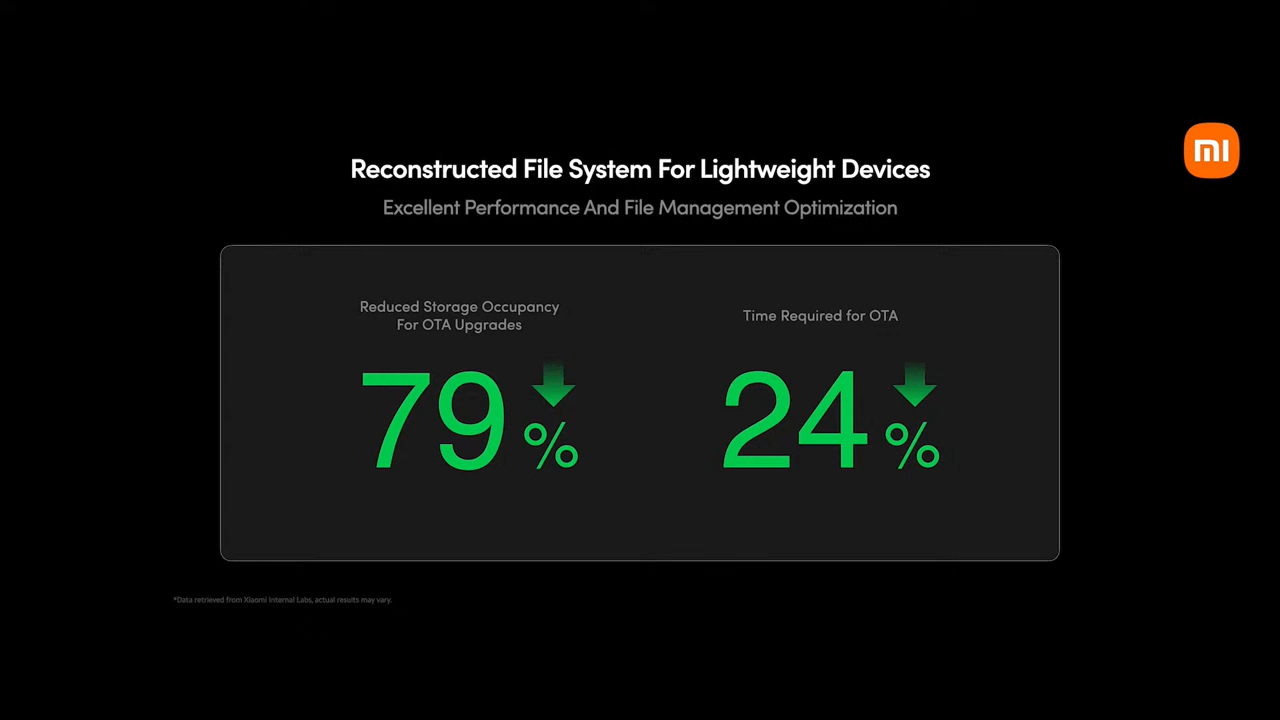 mi
Reconstructed File System For Lightweight Devices
Excellent Performance And File Management Optimization
Reduced Storage Occupancy
For OTA Upgrades
79%
Time Required for OTA
24%
*Data retrieved from Xiaomi Internal Labs, actual results may vary.